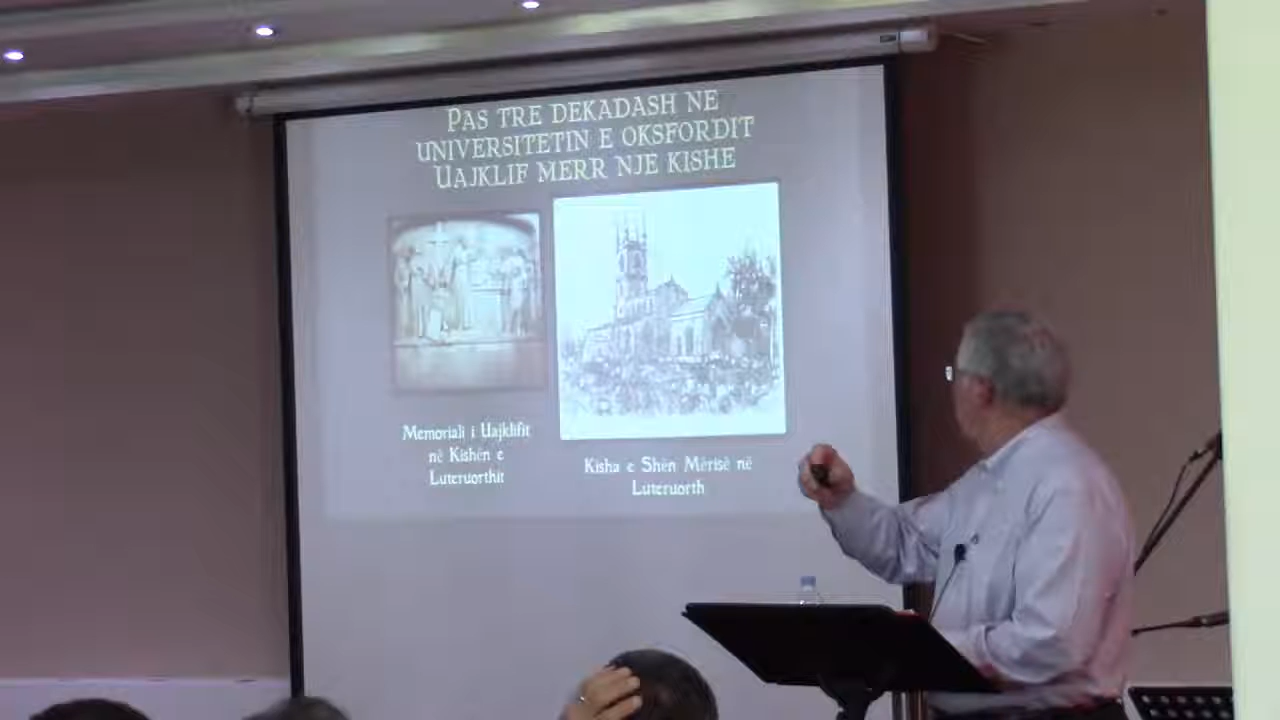 PAS TRE DEKADASH NE
UNIVERSITETIN E OKSFORDIT
UAJKLIF MERR NJE KISHE
Memoriali i Uajklifit
në Kishën e
Luteruorthit
Kisha e Shën Mërisë në
Luteruorth